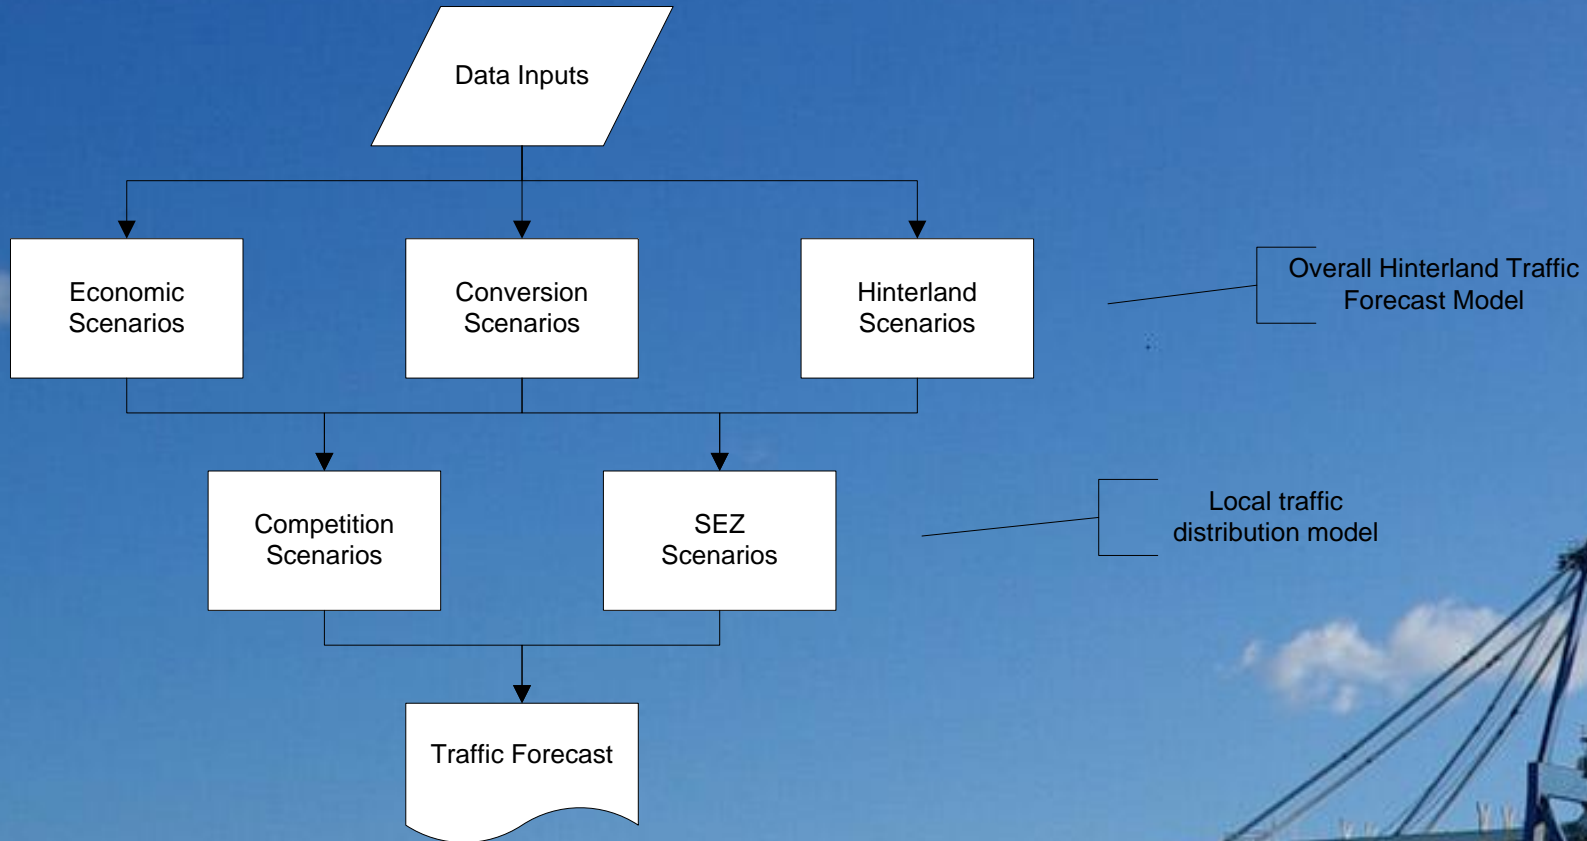 Data Inputs
Economic
Scenarios
Conversion
Scenarios
Hinterland
Scenarios
Overall Hinterland Traffic
Forecast Model
Competition
Scenarios
SEZ
Scenarios
Local traffic
distribution model
Traffic Forecast